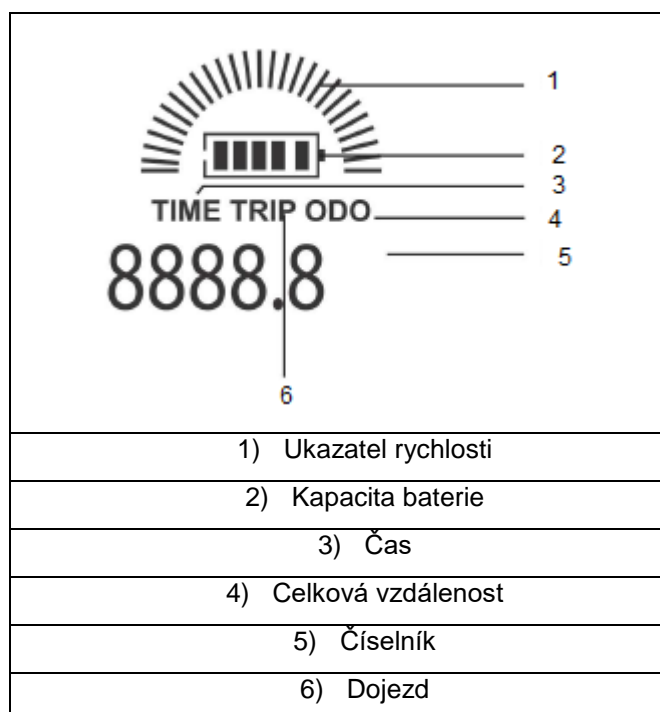 1
2
3
TIME TRIP ODO
4
8888.8
5
6
1) Ukazatel rychlosti
2) Kapacita baterie
3) Čas
4) Celková vzdálenost
5) Číselník
6) Dojezd